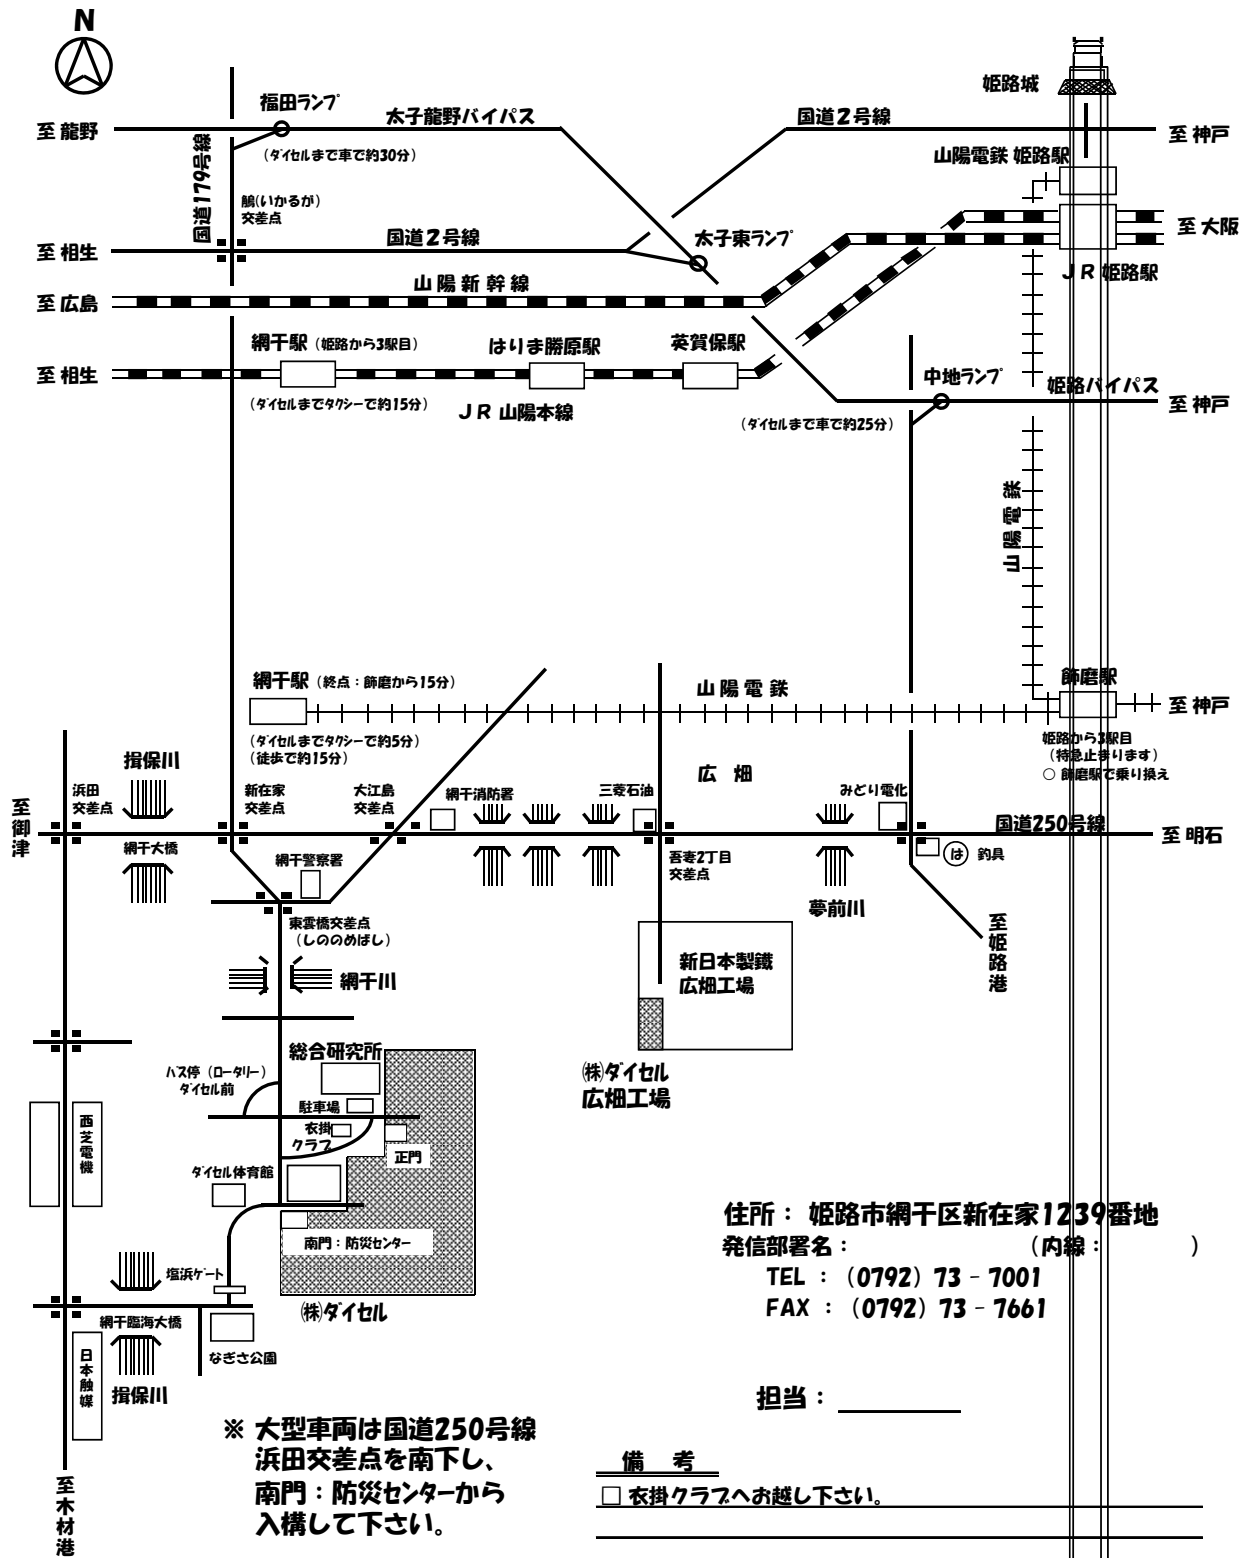 N
姫路城
福田ランプ
太子龍野バイパス
国道2号線
至 龍野
至 神戸
(ダイセルまで車で約30分)
国道179号線
山陽電鉄 姫路駅
鵤(いかるが)
交差点
国道2号線
太子東ランプ
至 大阪
至 相生
山 陽 新 幹 線
JR 姫路駅
至 広島
網干駅(姫路から3駅目)
はりま勝原駅
英賀保駅
至 相生
中地ランプ
姫路バイパス
(ダイセルまでタクシーで約15分)
JR 山陽本線
(ダイセルまで車で約25分)
至 神戸
山 陽 電 鉄
網干駅(終点:飾磨から15分)
山 陽 電 鉄
飾磨駅
至 神戸
(ダイセルまでタクシーで約5分)
(徒歩で約15分)
姫路から3駅目
(特急止まります)
○ 飾磨駅で乗り換え
揖保川
広 畑
浜田
交差点
新在家
交差点
大江島
交差点
網干消防署
三菱石油
みどり電化
至御津
国道250号線
至 明石
網干大橋
網干警察署
吾妻2丁目
交差点
は 釣具
夢前川
東雲橋交差点
(しののめばし)
至姫路港
網干川
新日本製鐵
広畑工場
総合研究所
バス停(ロータリー)
ダイセル前
㈱ダイセル
広畑工場
駐車場
衣掛
クラブ
正門
西芝電機
ダイセル体育館
南門:防災センター
住所: 姫路市網干区新在家1239番地
発信部署名: (内線: )
TEL :(0792)73-7001
FAX :(0792)73-7661
塩浜ゲート
㈱ダイセル
網干臨海大橋
なぎさ公園
日本触媒
揖保川
担当:
※ 大型車両は国道250号線
浜田交差点を南下し、
南門:防災センターから
入構して下さい。
備 考
□ 衣掛クラブへお越し下さい。
至木材港